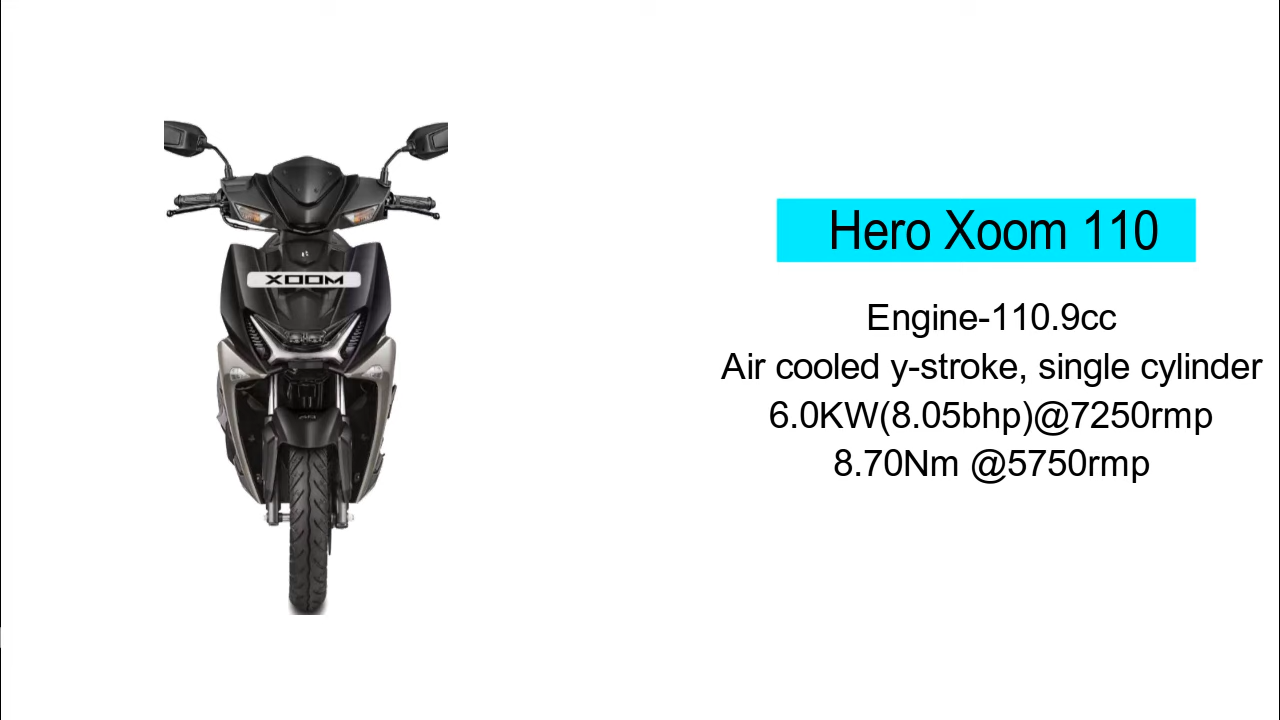 XOOM
Hero Xoom 110
Engine-110.9cc
Air cooled y-stroke, single cylinder
6.0KW(8.05bhp)@7250rmp
8.70Nm @5750rmp